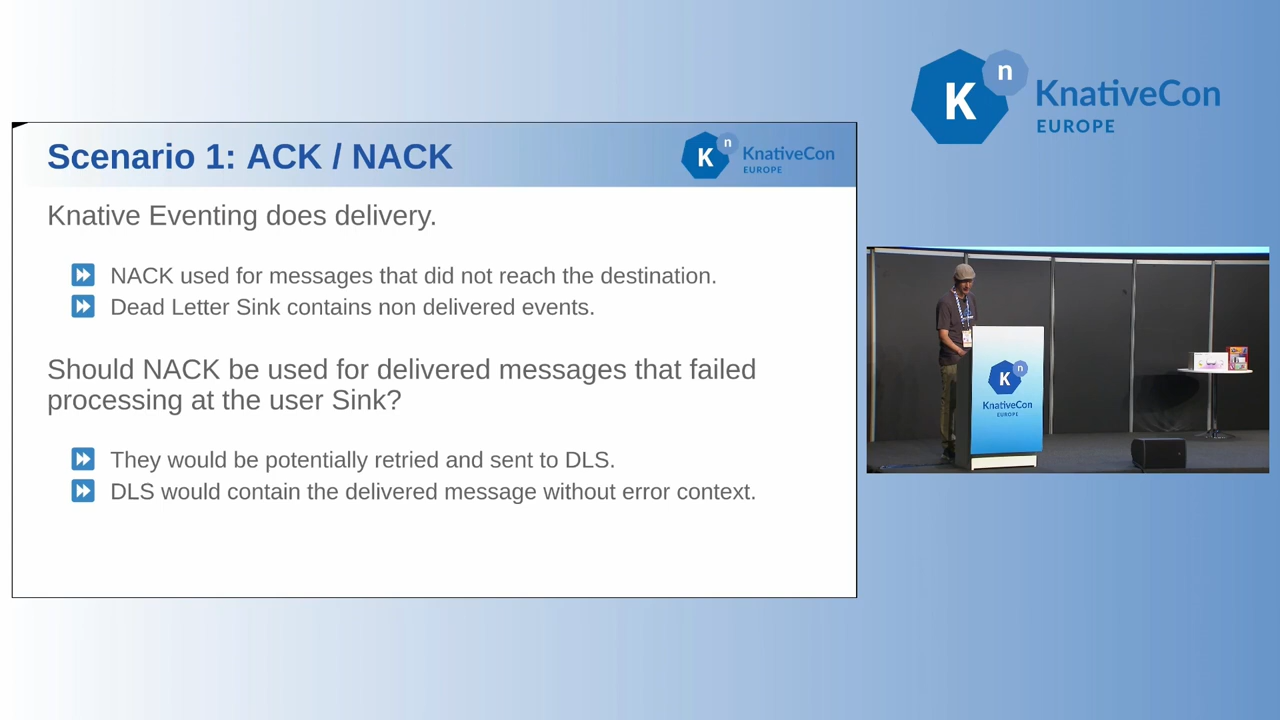 K n KnativeCon
EUROPE
Scenario 1: ACK / NACK
K n KnativeCon
EUROPE
Knative Eventing does delivery.
NACK used for messages that did not reach the destination.
Dead Letter Sink contains non delivered events.
Should NACK be used for delivered messages that failed
processing at the user Sink?
They would be potentially retried and sent to DLS.
DLS would contain the delivered message without error context.
K n
KnativeCon
EUROPE